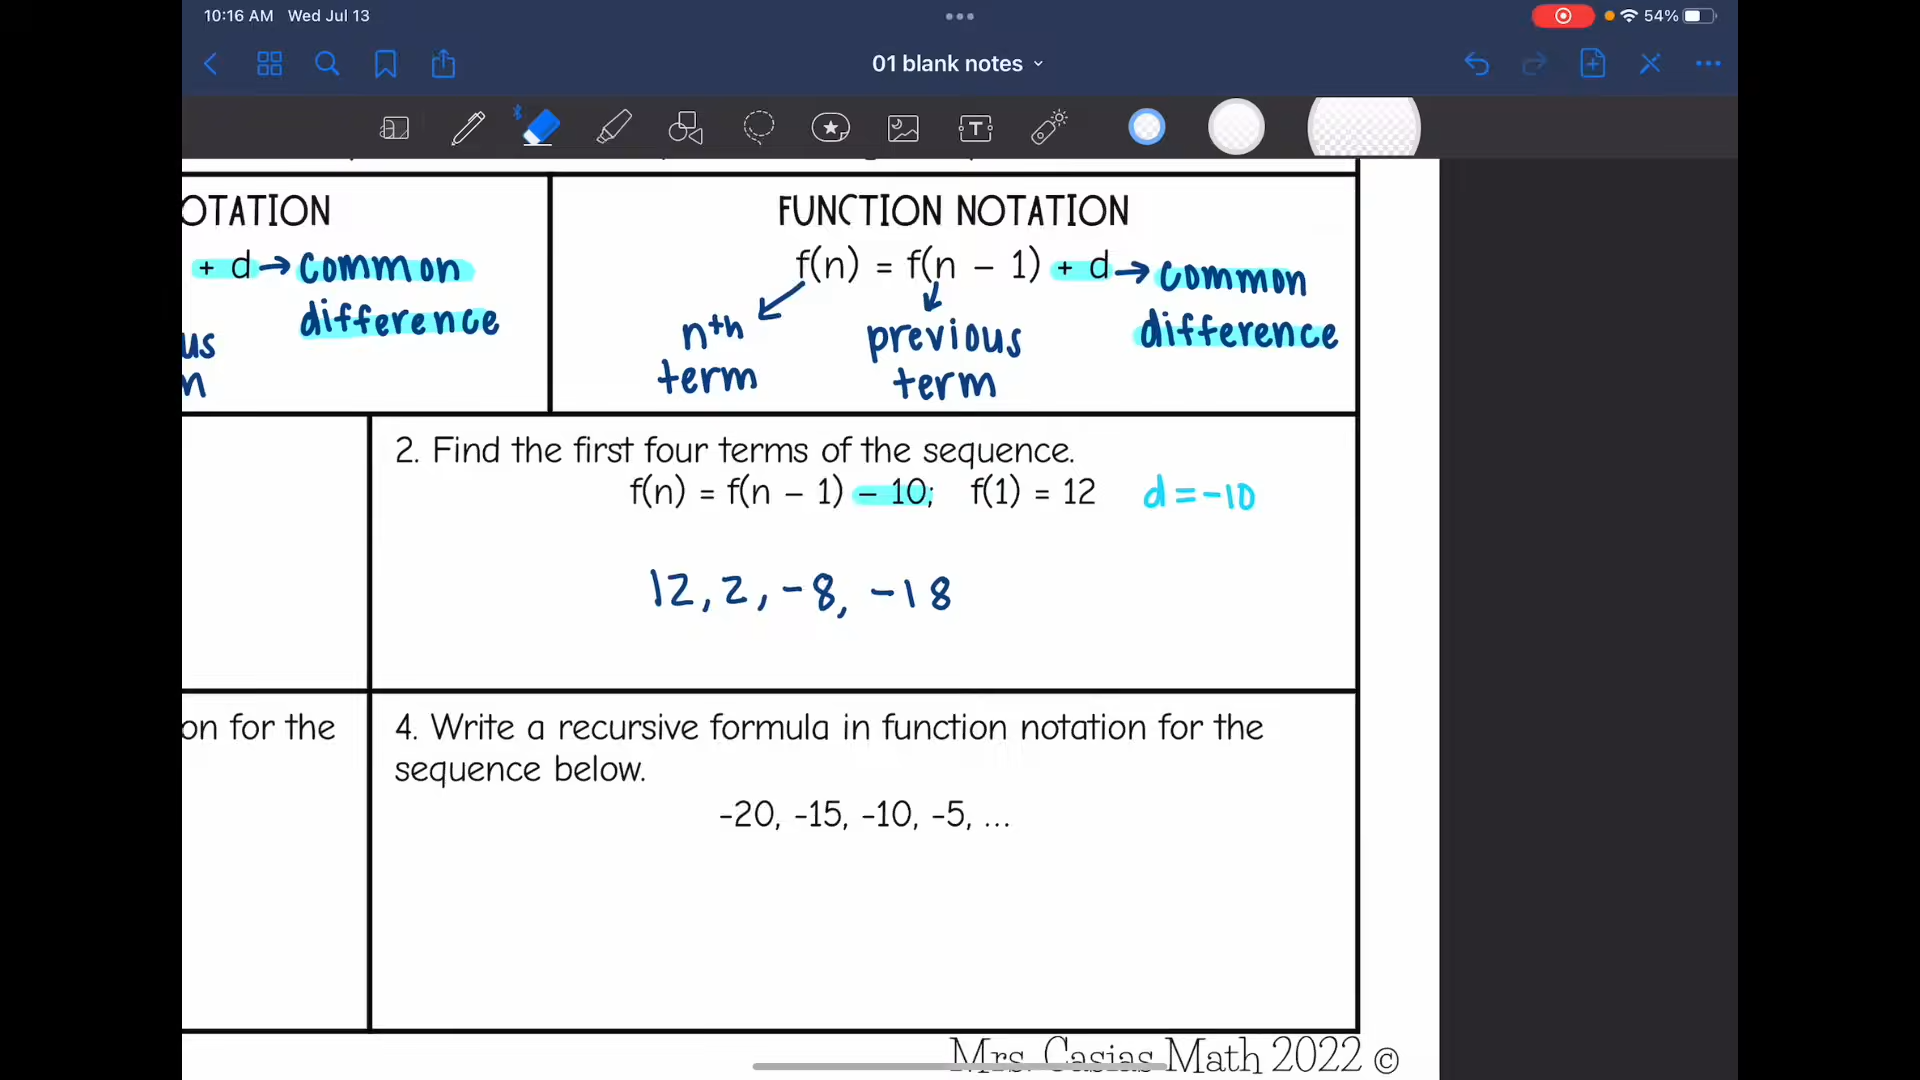 10:16 AM Wed Jul 13
54%
01 blank notes
OTATION
+ d → common
difference
us
FUNCTION NOTATION
f(n) = f(n − 1) + d → common
difference
nth
term
previous
term
2. Find the first four terms of the sequence.
f(n) = f(n − 1) − 10; f(1) = 12 d = -10
12, 2, -8, -18
on for the
4. Write a recursive formula in function notation for the
sequence below.
-20, -15, -10, -5, ...
Mrs. Casias Math 2022 ©